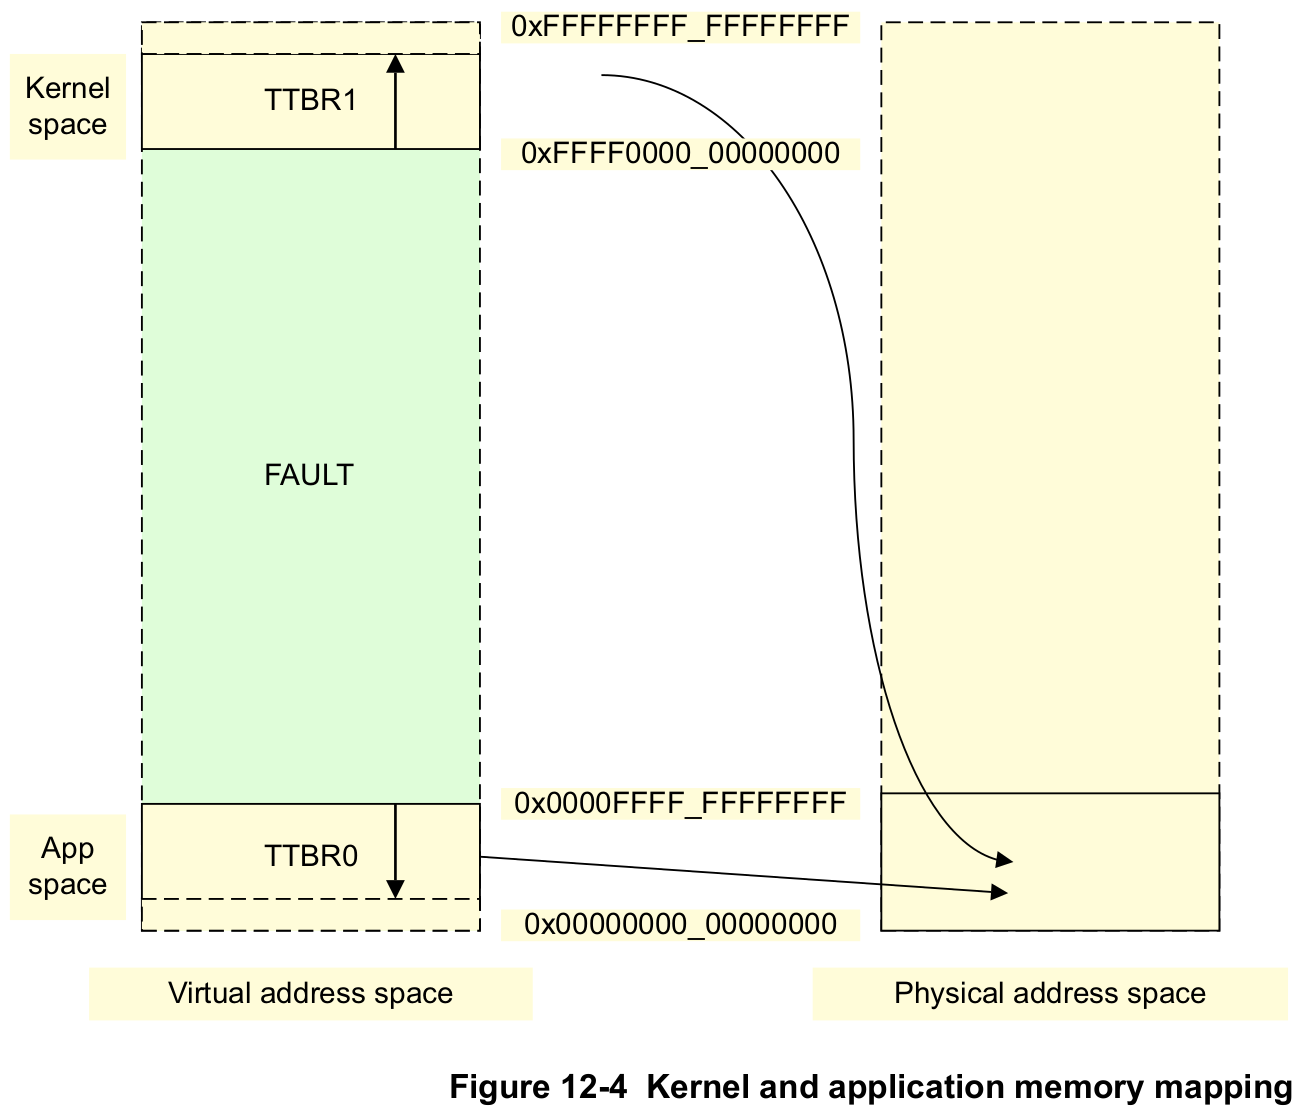 0xFFFFFFFF_FFFFFFFF
Kernel
space
TTBR1
0xFFFF0000_00000000
FAULT
0x0000FFFF_FFFFFFFF
App
space
TTBR0
0x00000000_00000000
Virtual address space
Physical address space
Figure 12-4 Kernel and application memory mapping